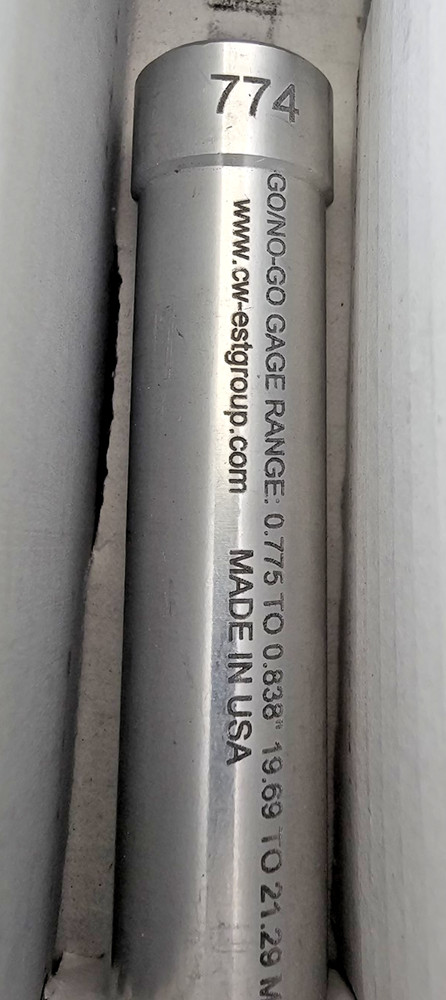 774
GO/NO-GO GAGE RANGE: 0.775 TO 0.838" 19.69 TO 21.29 M
www.cw-estgroup.com MADE IN USA